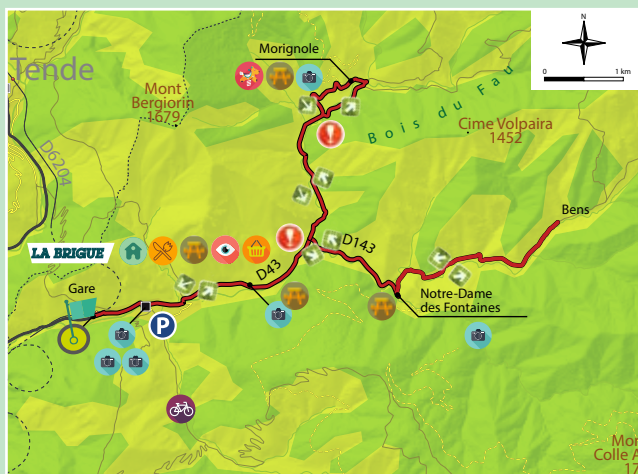 N
0 1 km
Morignole
Tende
Mont
Bergiorin
1679
Bois du Fau
Cime Volpaira
1452
D6204
Bens
LA BRIGUE
D143
D43
Gare
Notre-Dame
des Fontaines
P
Mon
Colle A